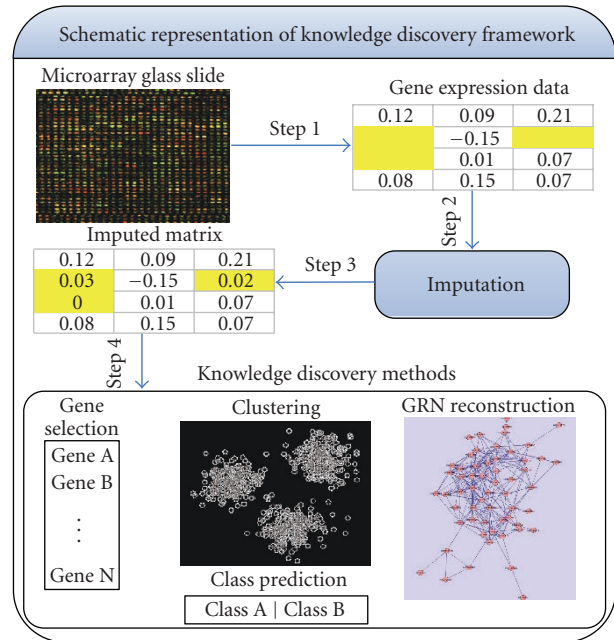 Schematic representation of knowledge discovery framework
Microarray glass slide
Step 1
Gene expression data
0.12 0.09 0.21
−0.15
0.01 0.07
0.08 0.15 0.07
Step 2
Imputation
Step 3
Imputed matrix
0.12 0.09 0.21
0.03 −0.15 0.02
0 0.01 0.07
0.08 0.15 0.07
Step 4
Knowledge discovery methods
Gene
selection
Gene A
Gene B
Gene N
Clustering
Class prediction
Class A | Class B
GRN reconstruction